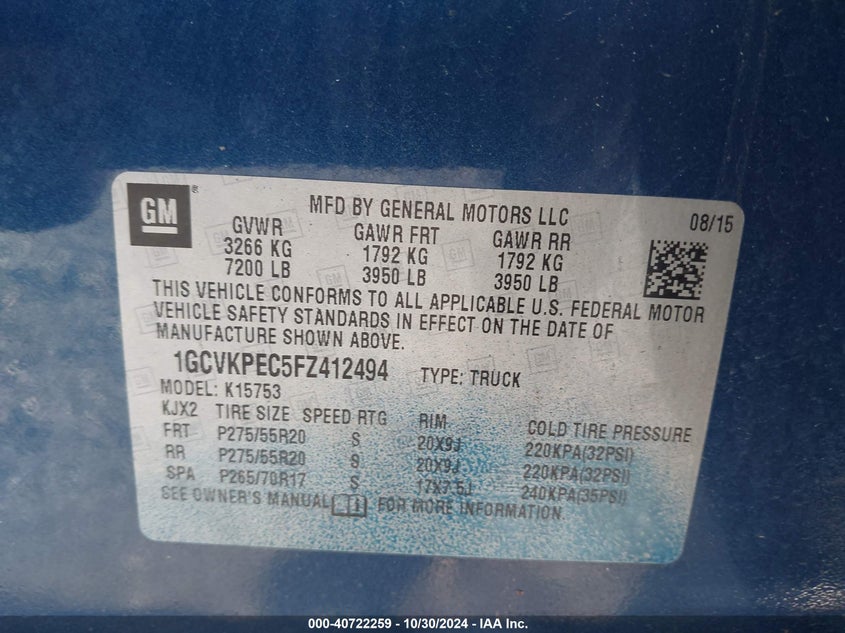 GM®
MFD BY GENERAL MOTORS LLC 08/15
GVWR GAWR FRT GAWR RR
3266 KG 1792 KG 1792 KG
7200 LB 3950 LB 3950 LB
THIS VEHICLE CONFORMS TO ALL APPLICABLE U.S. FEDERAL MOTOR
VEHICLE SAFETY STANDARDS IN EFFECT ON THE DATE OF
MANUFACTURE SHOWN ABOVE.
1GCVKPEC5FZ412494 TYPE: TRUCK
MODEL: K15753
KJX2 TIRE SIZE SPEED RTG RIM COLD TIRE PRESSURE
FRT P275/55R20 S 20X9J 220KPA(32PSI)
RR P275/55R20 S 20X9J 220KPA(32PSI)
SPA P265/70R17 S 17X7.5J 240KPA(35PSI)
SEE OWNER'S MANUAL FOR MORE INFORMATION.
000-40722259 - 10/30/2024 - IAA Inc.